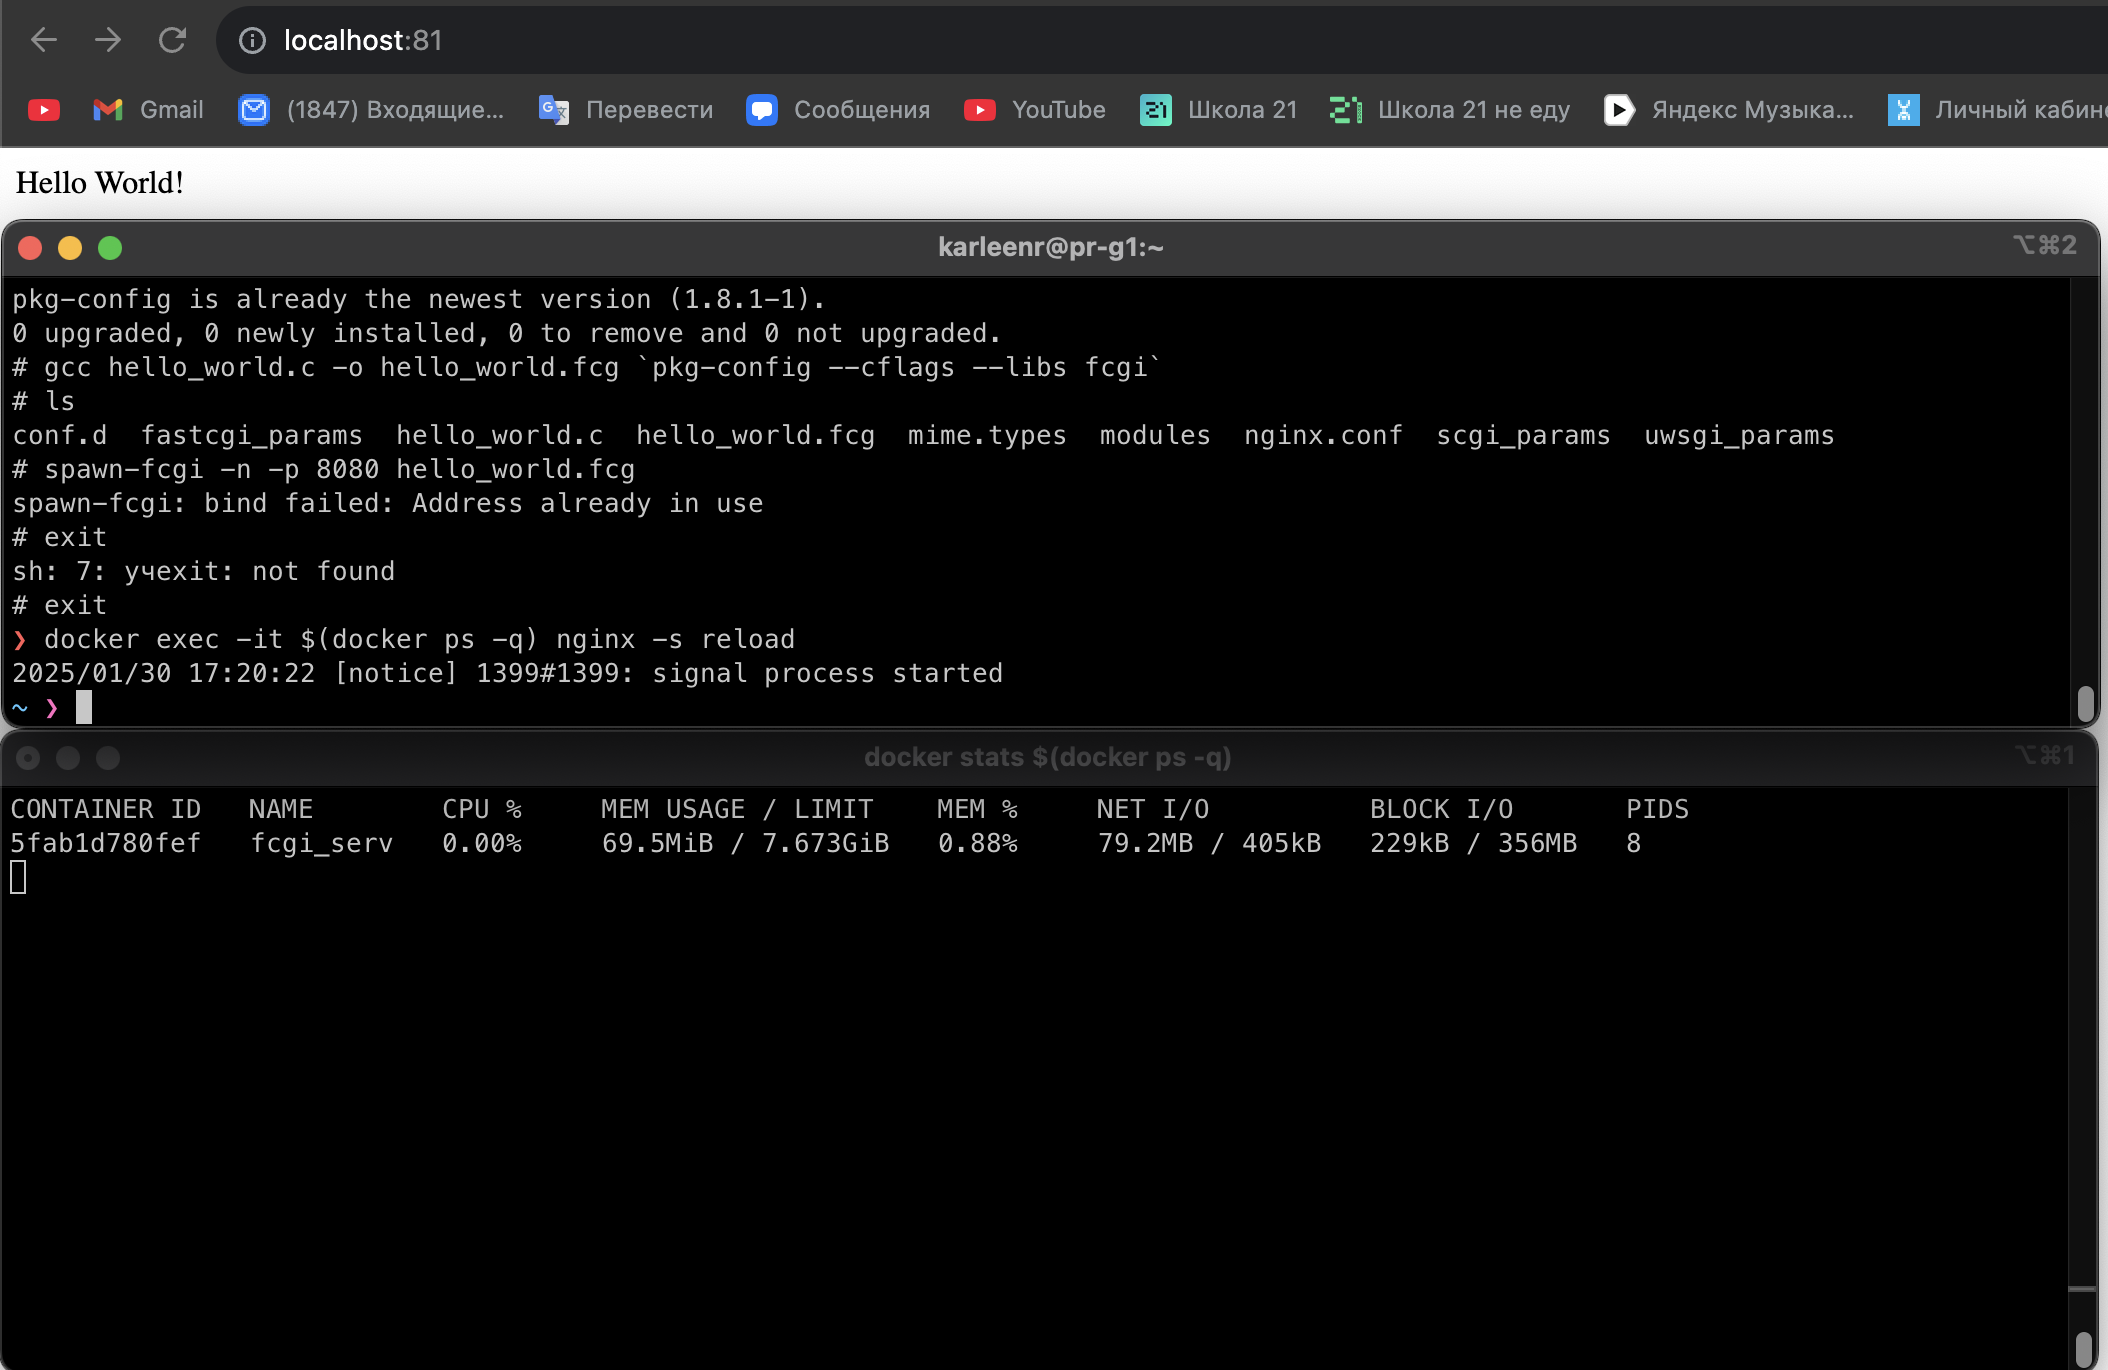 localhost:81
Gmail (1847) Входящие... Перевести Сообщения YouTube Школа 21 Школа 21 не еду Яндекс Музыка... Личный кабин
Hello World!
karleenr@pr-g1:~ ⌥⌘2
pkg-config is already the newest version (1.8.1-1).
0 upgraded, 0 newly installed, 0 to remove and 0 not upgraded.
# gcc hello_world.c -o hello_world.fcg `pkg-config --cflags --libs fcgi`
# ls
conf.d fastcgi_params hello_world.c hello_world.fcg mime.types modules nginx.conf scgi_params uwsgi_params
# spawn-fcgi -n -p 8080 hello_world.fcg
spawn-fcgi: bind failed: Address already in use
# exit
sh: 7: учexit: not found
# exit
❯ docker exec -it $(docker ps -q) nginx -s reload
2025/01/30 17:20:22 [notice] 1399#1399: signal process started
~ ❯
docker stats $(docker ps -q) ⌥⌘1
CONTAINER ID NAME CPU % MEM USAGE / LIMIT MEM % NET I/O BLOCK I/O PIDS
5fab1d780fef fcgi_serv 0.00% 69.5MiB / 7.673GiB 0.88% 79.2MB / 405kB 229kB / 356MB 8